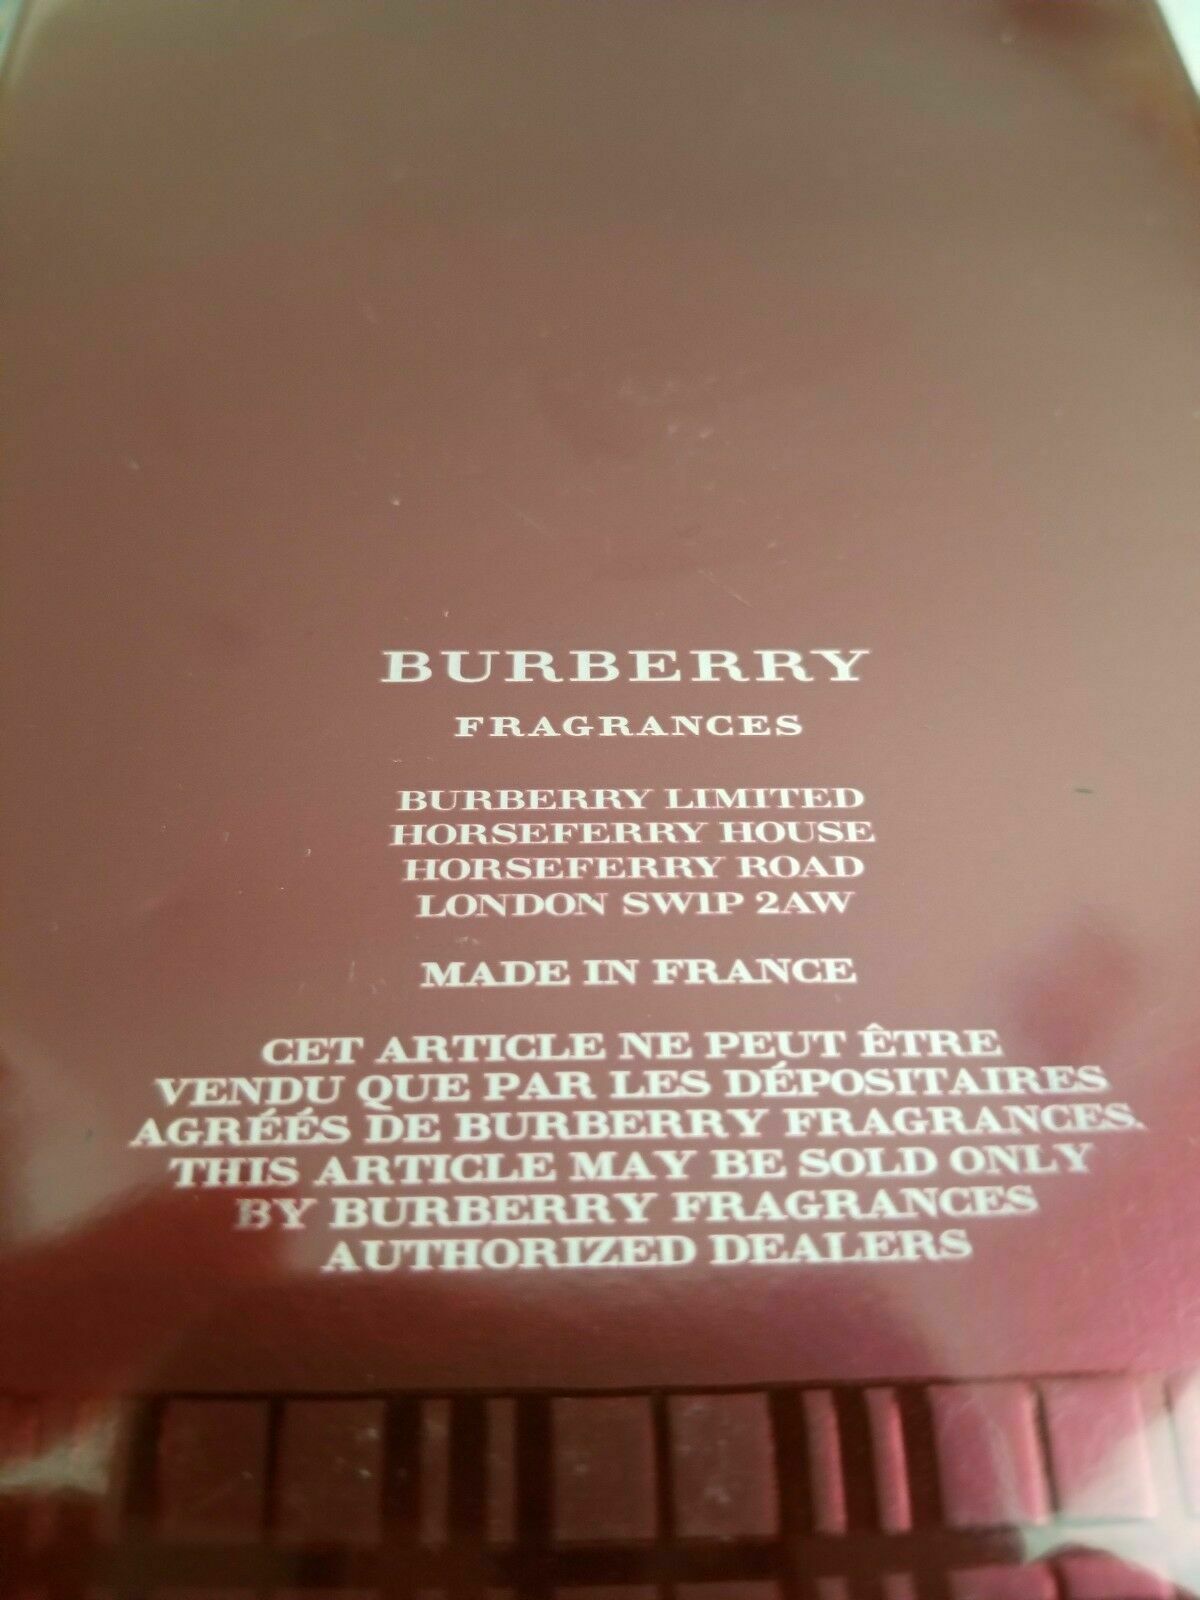 BURBERRY
FRAGRANCES
BURBERRY LIMITED
HORSEFERRY HOUSE
HORSEFERRY ROAD
LONDON SW1P 2AW
MADE IN FRANCE
CET ARTICLE NE PEUT ÊTRE
VENDU QUE PAR LES DÉPOSITAIRES
AGRÉÉS DE BURBERRY FRAGRANCES.
THIS ARTICLE MAY BE SOLD ONLY
BY BURBERRY FRAGRANCES
AUTHORIZED DEALERS